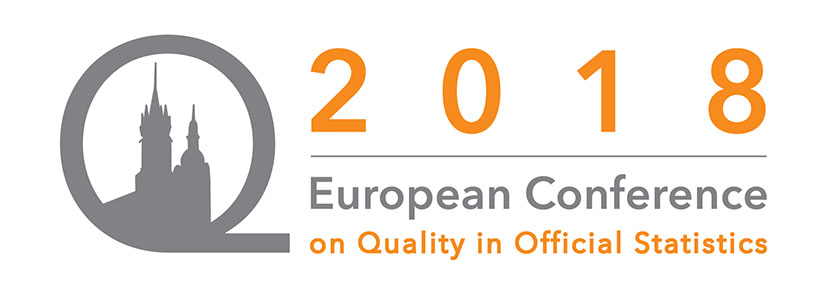 Q 2018
European Conference
on Quality in Official Statistics